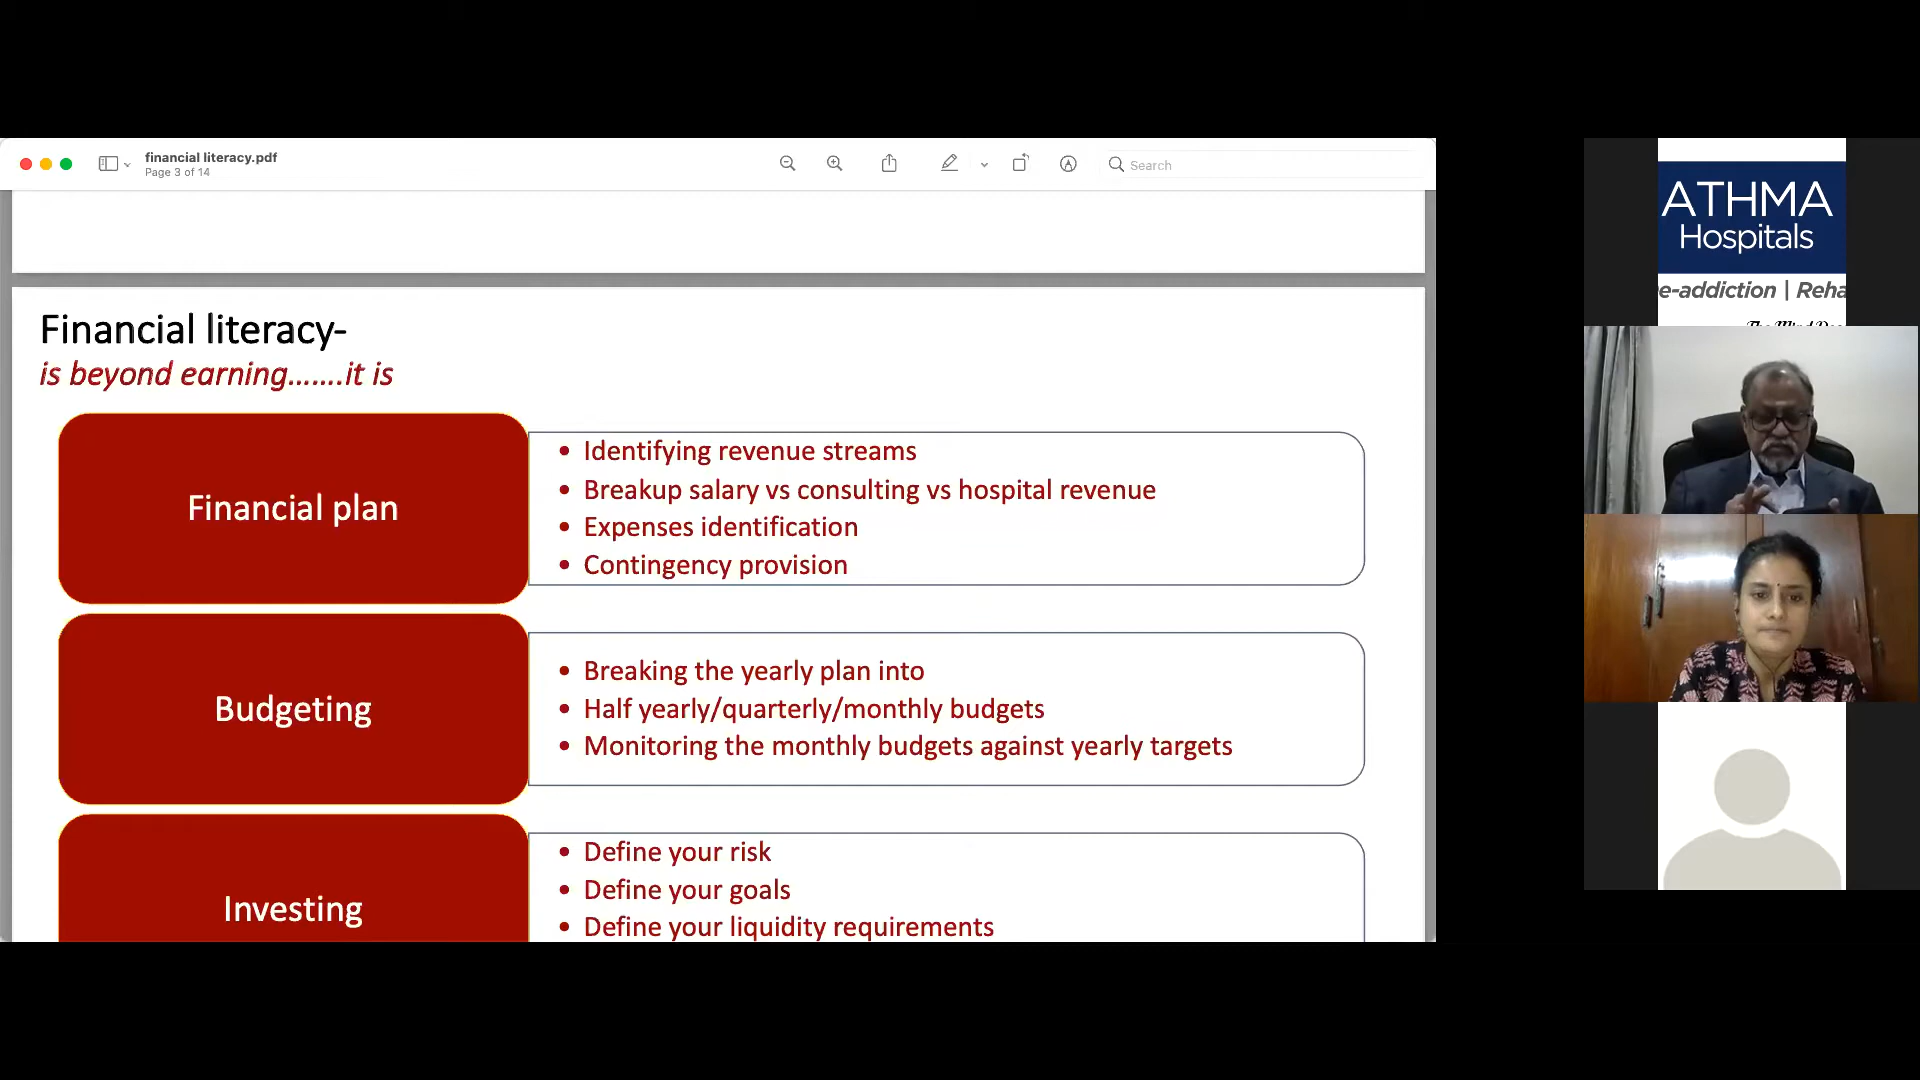 financial literacy.pdf
Page 3 of 14
Search
Financial literacy-
is beyond earning.......it is
Financial plan
• Identifying revenue streams
• Breakup salary vs consulting vs hospital revenue
• Expenses identification
• Contingency provision
Budgeting
• Breaking the yearly plan into
• Half yearly/quarterly/monthly budgets
• Monitoring the monthly budgets against yearly targets
Investing
• Define your risk
• Define your goals
• Define your liquidity requirements
ATHMA
Hospitals
e-addiction | Reha
The Mind